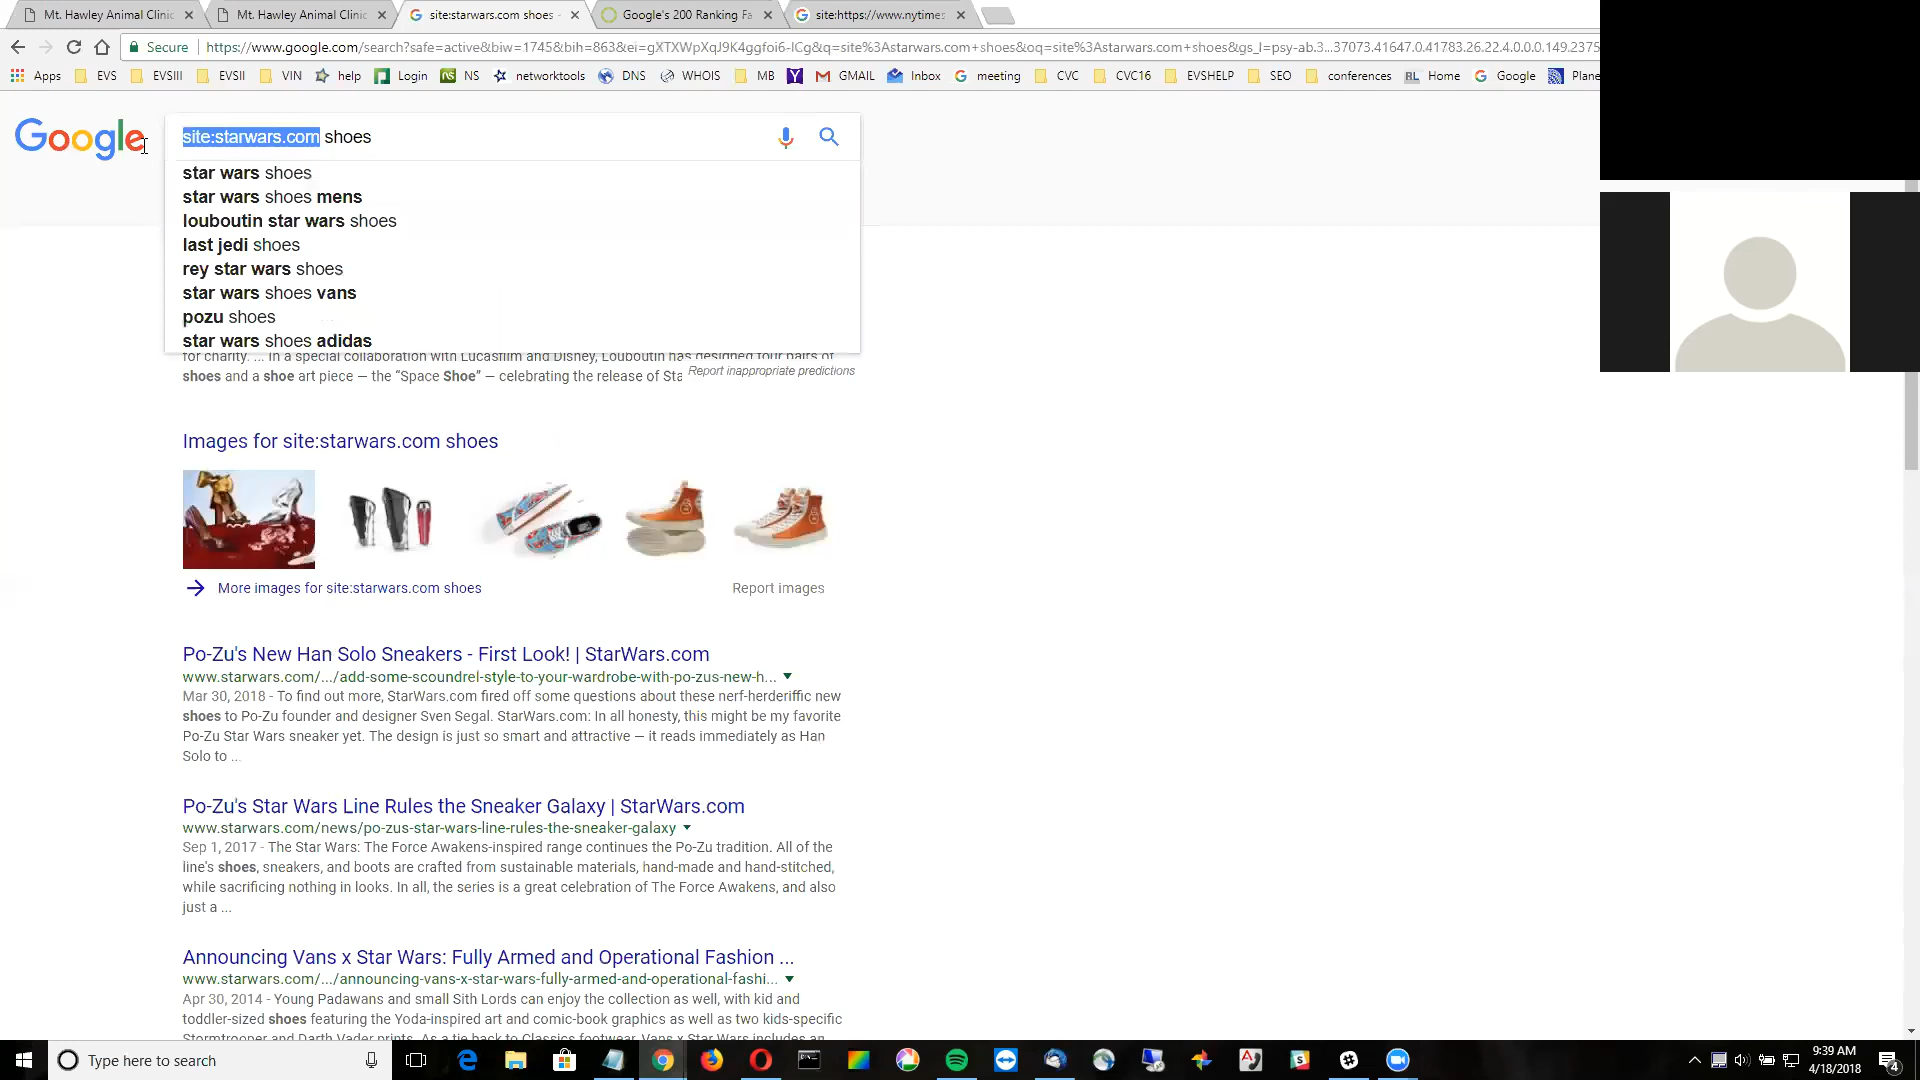 Mt. Hawley Animal Clinic
Mt. Hawley Animal Clinic
site:starwars.com shoes -
Google's 200 Ranking Fa
site:https://www.nytimes
Secure
https://www.google.com/search?safe=active&biw=1745&bih=863&ei=gXTXWpXqJ9K4ggfoi6-ICg&q=site%3Astarwars.com+shoes&oq=site%3Astarwars.com+shoes&gs_l=psy-ab.3...37073.41647.0.41783.26.22.4.0.0.0.149.2375
Apps EVS EVSIII EVSII VIN help Login NS networktools DNS WHOIS MB GMAIL Inbox meeting CVC CVC16 EVSHELP SEO conferences Home Google Plane
Google
site:starwars.com shoes
star wars shoes
star wars shoes mens
louboutin star wars shoes
last jedi shoes
rey star wars shoes
star wars shoes vans
pozu shoes
star wars shoes adidas
for charity. ... In a special collaboration with Lucasfilm and Disney, Louboutin has designed four pairs of
shoes and a shoe art piece — the “Space Shoe” — celebrating the release of Sta
Report inappropriate predictions
Images for site:starwars.com shoes
More images for site:starwars.com shoes
Report images
Po-Zu's New Han Solo Sneakers - First Look! | StarWars.com
www.starwars.com/.../add-some-scoundrel-style-to-your-wardrobe-with-po-zus-new-h...
Mar 30, 2018 - To find out more, StarWars.com fired off some questions about these nerf-herderiffic new
shoes to Po-Zu founder and designer Sven Segal. StarWars.com: In all honesty, this might be my favorite
Po-Zu Star Wars sneaker yet. The design is just so smart and attractive — it reads immediately as Han
Solo to ...
Po-Zu's Star Wars Line Rules the Sneaker Galaxy | StarWars.com
www.starwars.com/news/po-zus-star-wars-line-rules-the-sneaker-galaxy
Sep 1, 2017 - The Star Wars: The Force Awakens-inspired range continues the Po-Zu tradition. All of the
line's shoes, sneakers, and boots are crafted from sustainable materials, hand-made and hand-stitched,
while sacrificing nothing in looks. In all, the series is a great celebration of The Force Awakens, and also
just a ...
Announcing Vans x Star Wars: Fully Armed and Operational Fashion ...
www.starwars.com/.../announcing-vans-x-star-wars-fully-armed-and-operational-fashi...
Apr 30, 2014 - Young Padawans and small Sith Lords can enjoy the collection as well, with kid and
toddler-sized shoes featuring the Yoda-inspired art and comic-book graphics as well as two kids-specific
Stormtrooper and Darth Vader prints. As a tie back to Classics footwear, Vans x Star Wars includes an
Type here to search
9:39 AM
4/18/2018
4